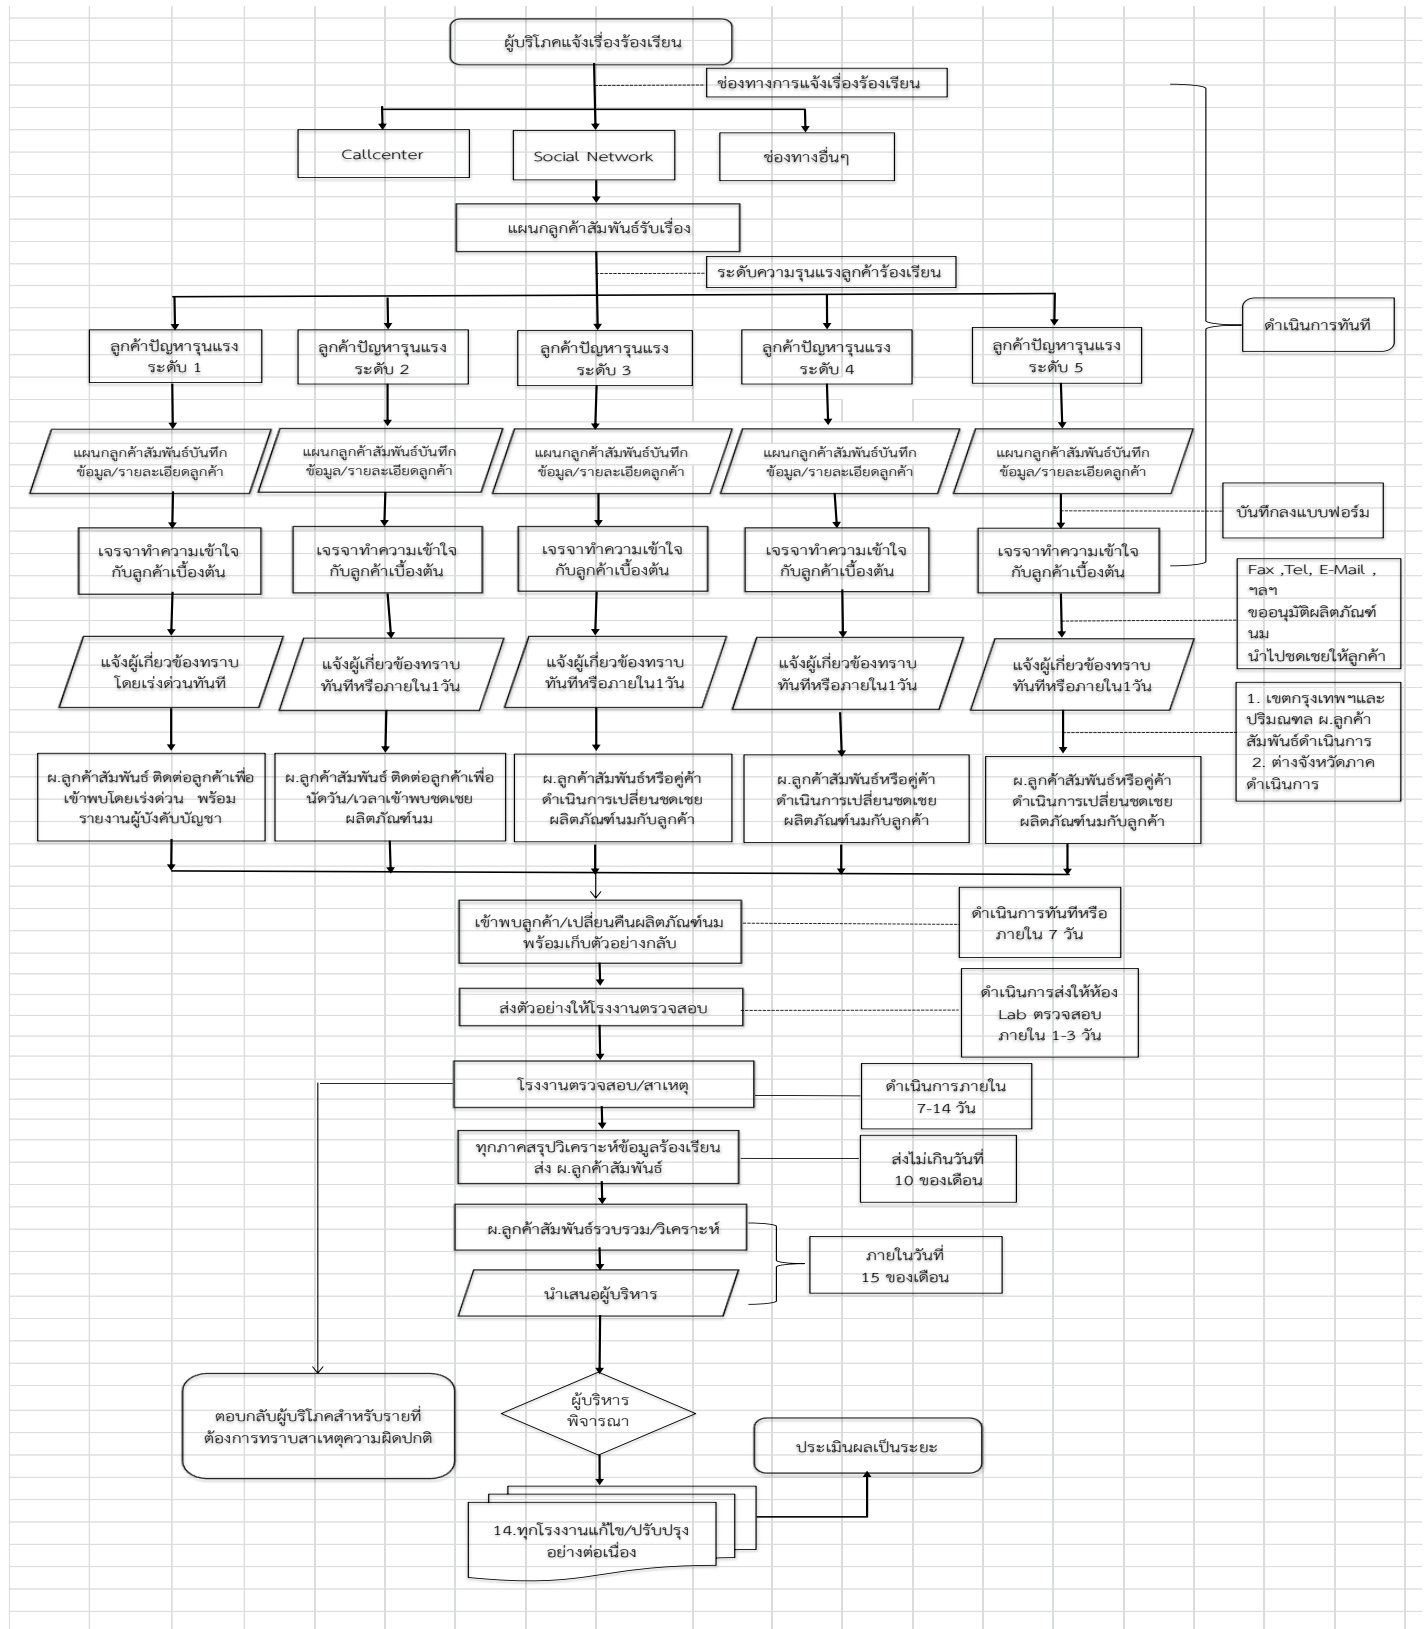 ผู้บริโภคแจ้งเรื่องร้องเรียน
ช่องทางการแจ้งเรื่องร้องเรียน
Callcenter
Social Network
ช่องทางอื่นๆ
แผนกลูกค้าสัมพันธ์รับเรื่อง
ระดับความรุนแรงลูกค้าร้องเรียน
ดำเนินการทันที
ลูกค้าปัญหารุนแรง
ระดับ 1
ลูกค้าปัญหารุนแรง
ระดับ 2
ลูกค้าปัญหารุนแรง
ระดับ 3
ลูกค้าปัญหารุนแรง
ระดับ 4
ลูกค้าปัญหารุนแรง
ระดับ 5
แผนกลูกค้าสัมพันธ์บันทึก
ข้อมูล/รายละเอียดลูกค้า
แผนกลูกค้าสัมพันธ์บันทึก
ข้อมูล/รายละเอียดลูกค้า
แผนกลูกค้าสัมพันธ์บันทึก
ข้อมูล/รายละเอียดลูกค้า
แผนกลูกค้าสัมพันธ์บันทึก
ข้อมูล/รายละเอียดลูกค้า
แผนกลูกค้าสัมพันธ์บันทึก
ข้อมูล/รายละเอียดลูกค้า
บันทึกลงแบบฟอร์ม
เจรจาทำความเข้าใจ
กับลูกค้าเบื้องต้น
เจรจาทำความเข้าใจ
กับลูกค้าเบื้องต้น
เจรจาทำความเข้าใจ
กับลูกค้าเบื้องต้น
เจรจาทำความเข้าใจ
กับลูกค้าเบื้องต้น
เจรจาทำความเข้าใจ
กับลูกค้าเบื้องต้น
Fax ,Tel, E-Mail ,
ฯลฯ
ขออนุมัติผลิตภัณฑ์
นม
นำไปชดเชยให้ลูกค้า
แจ้งผู้เกี่ยวข้องทราบ
โดยเร่งด่วนทันที
แจ้งผู้เกี่ยวข้องทราบ
ทันทีหรือภายใน1วัน
แจ้งผู้เกี่ยวข้องทราบ
ทันทีหรือภายใน1วัน
แจ้งผู้เกี่ยวข้องทราบ
ทันทีหรือภายใน1วัน
แจ้งผู้เกี่ยวข้องทราบ
ทันทีหรือภายใน1วัน
1. เขตกรุงเทพฯและ
ปริมณฑล ผ.ลูกค้า
สัมพันธ์ดำเนินการ
2. ต่างจังหวัดภาค
ดำเนินการ
ผ.ลูกค้าสัมพันธ์ ติดต่อลูกค้าเพื่อ
เข้าพบโดยเร่งด่วน พร้อม
รายงานผู้บังคับบัญชา
ผ.ลูกค้าสัมพันธ์ ติดต่อลูกค้าเพื่อ
นัดวัน/เวลาเข้าพบชดเชย
ผลิตภัณฑ์นม
ผ.ลูกค้าสัมพันธ์หรือคู่ค้า
ดำเนินการเปลี่ยนชดเชย
ผลิตภัณฑ์นมกับลูกค้า
ผ.ลูกค้าสัมพันธ์หรือคู่ค้า
ดำเนินการเปลี่ยนชดเชย
ผลิตภัณฑ์นมกับลูกค้า
ผ.ลูกค้าสัมพันธ์หรือคู่ค้า
ดำเนินการเปลี่ยนชดเชย
ผลิตภัณฑ์นมกับลูกค้า
เข้าพบลูกค้า/เปลี่ยนคืนผลิตภัณฑ์นม
พร้อมเก็บตัวอย่างกลับ
ดำเนินการทันทีหรือ
ภายใน 7 วัน
ส่งตัวอย่างให้โรงงานตรวจสอบ
ดำเนินการส่งให้ห้อง
Lab ตรวจสอบ
ภายใน 1-3 วัน
โรงงานตรวจสอบ/สาเหตุ
ดำเนินการภายใน
7-14 วัน
ทุกภาคสรุปวิเคราะห์ข้อมูลร้องเรียน
ส่ง ผ.ลูกค้าสัมพันธ์
ส่งไม่เกินวันที่
10 ของเดือน
ผ.ลูกค้าสัมพันธ์รวบรวม/วิเคราะห์
ภายในวันที่
15 ของเดือน
นำเสนอผู้บริหาร
ผู้บริหาร
พิจารณา
ตอบกลับผู้บริโภคสำหรับรายที่
ต้องการทราบสาเหตุความผิดปกติ
ประเมินผลเป็นระยะ
14.ทุกโรงงานแก้ไข/ปรับปรุง
อย่างต่อเนื่อง